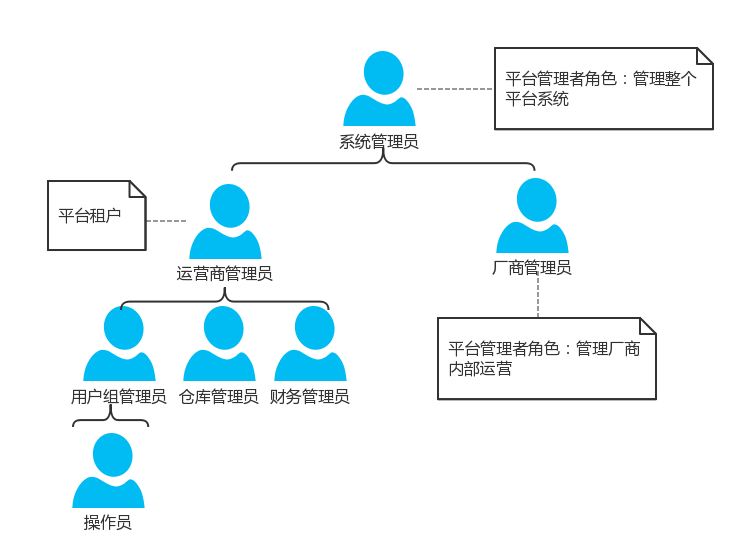 平台管理者角色：管理整个
平台系统
系统管理员
平台租户
运营商管理员
厂商管理员
平台管理者角色：管理厂商
内部运营
用户组管理员
仓库管理员
财务管理员
操作员